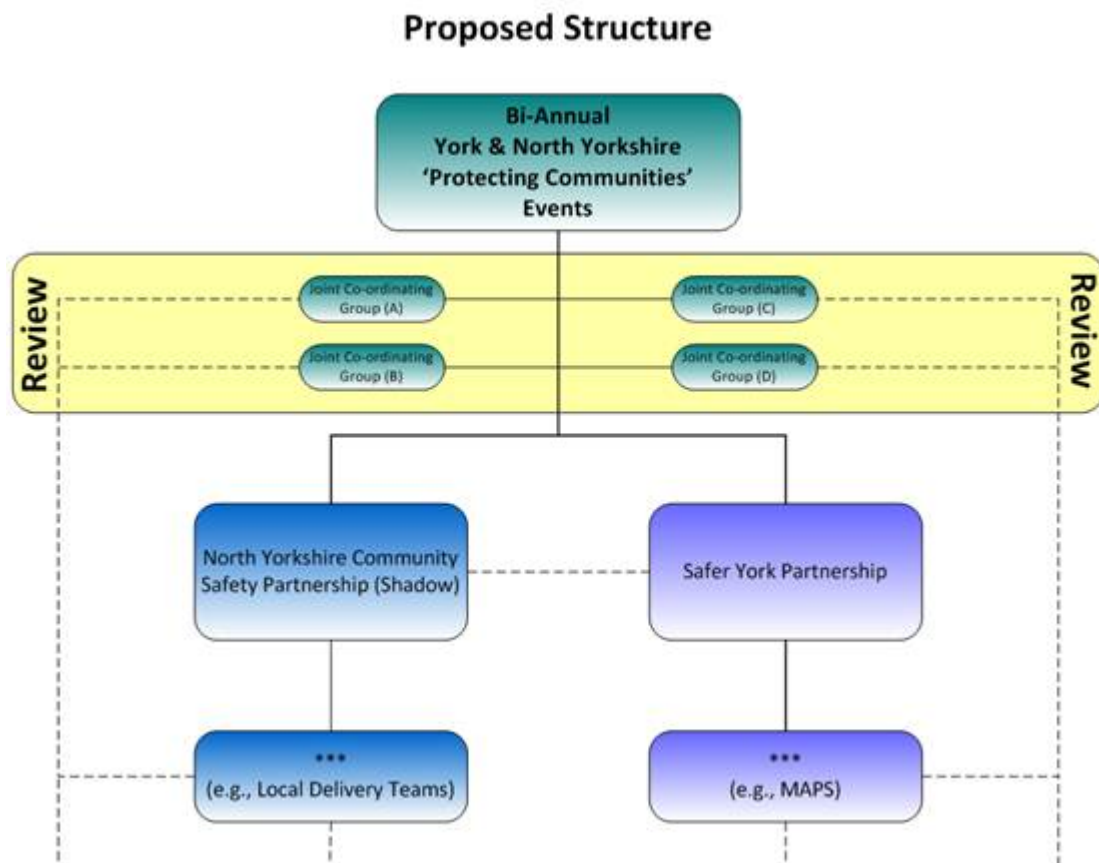 Proposed Structure
Bi-Annual
York & North Yorkshire
‘Protecting Communities’
Events
Review
Joint Co-ordinating
Group (A)
Joint Co-ordinating
Group (C)
Review
Joint Co-ordinating
Group (B)
Joint Co-ordinating
Group (D)
North Yorkshire Community
Safety Partnership (Shadow)
Safer York Partnership
***
(e.g., Local Delivery Teams)
***
(e.g., MAPS)